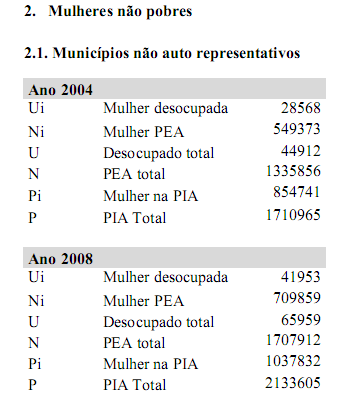 2. Mulheres não pobres
2.1. Municípios não auto representativos
Ano 2004
Ui Mulher desocupada 28568
Ni Mulher PEA 549373
U Desocupado total 44912
N PEA total 1335856
Pi Mulher na PIA 854741
P PIA Total 1710965
Ano 2008
Ui Mulher desocupada 41953
Ni Mulher PEA 709859
U Desocupado total 65959
N PEA total 1707912
Pi Mulher na PIA 1037832
P PIA Total 2133605